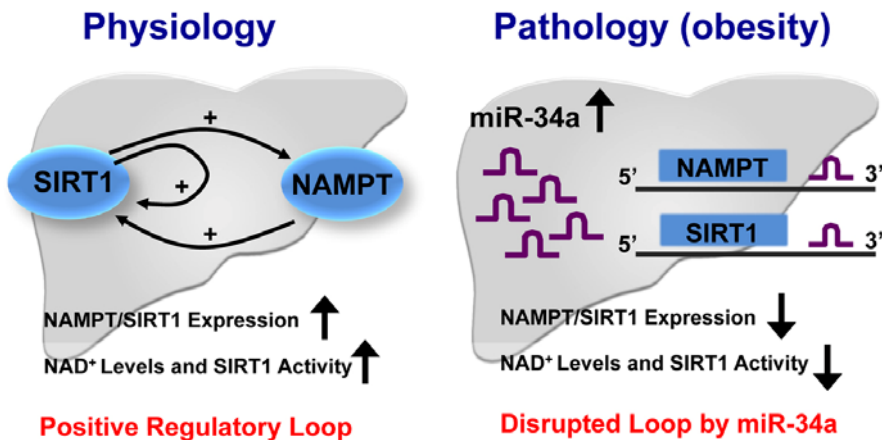 Physiology
SIRT1
+
+
+
NAMPT
NAMPT/SIRT1 Expression
NAD⁺ Levels and SIRT1 Activity
Positive Regulatory Loop
Pathology (obesity)
miR-34a
5’ NAMPT 3’
5’ SIRT1 3’
NAMPT/SIRT1 Expression
NAD⁺ Levels and SIRT1 Activity
Disrupted Loop by miR-34a